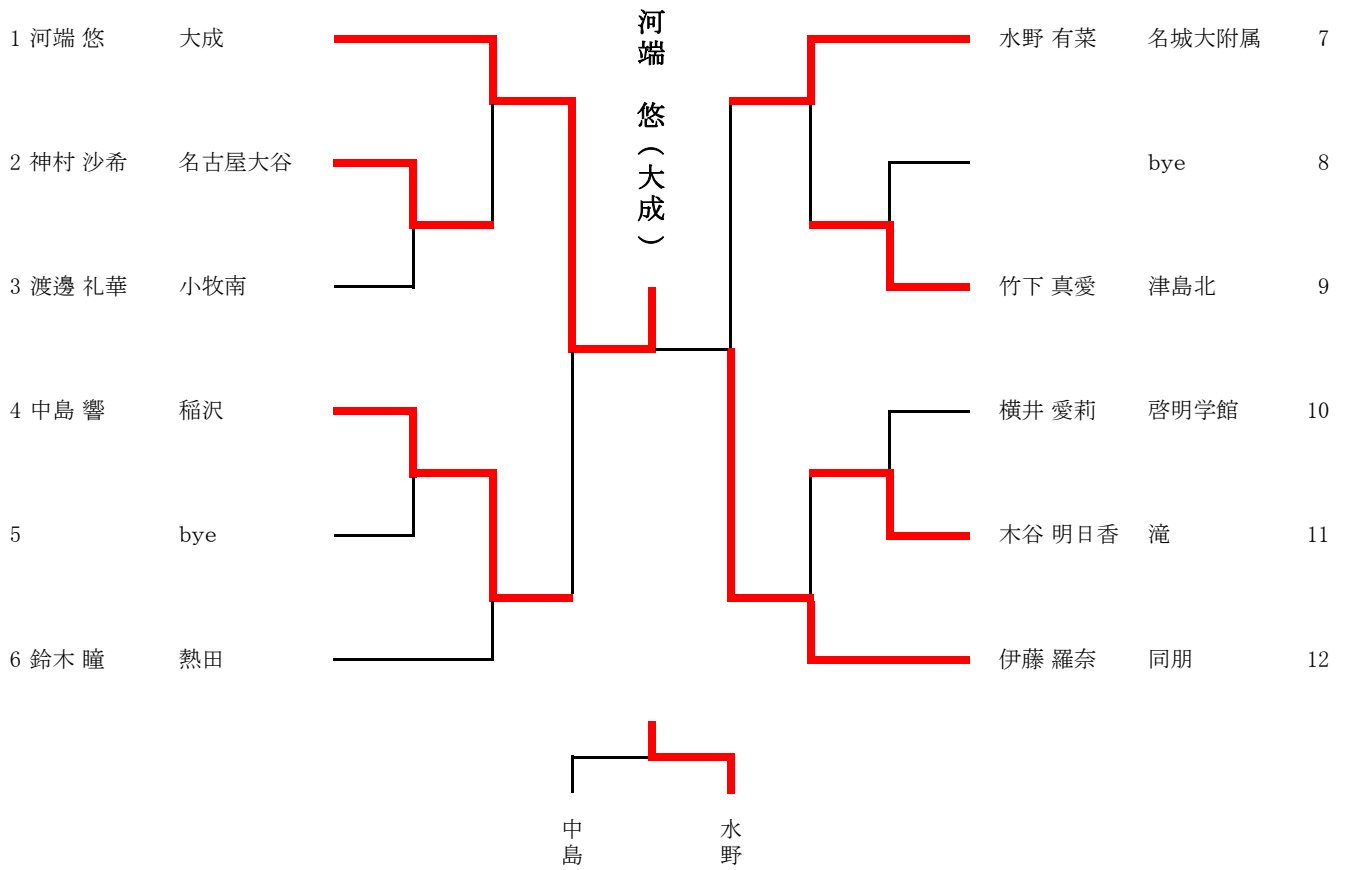 河端 悠(大成)
1 河端 悠 大成
2 神村 沙希 名古屋大谷
3 渡邊 礼華 小牧南
4 中島 響 稲沢
5 bye
6 鈴木 瞳 熱田
水野 有菜 名城大附属 7
bye 8
竹下 真愛 津島北 9
横井 愛莉 啓明学館 10
木谷 明日香 滝 11
伊藤 羅奈 同朋 12
中島
水野